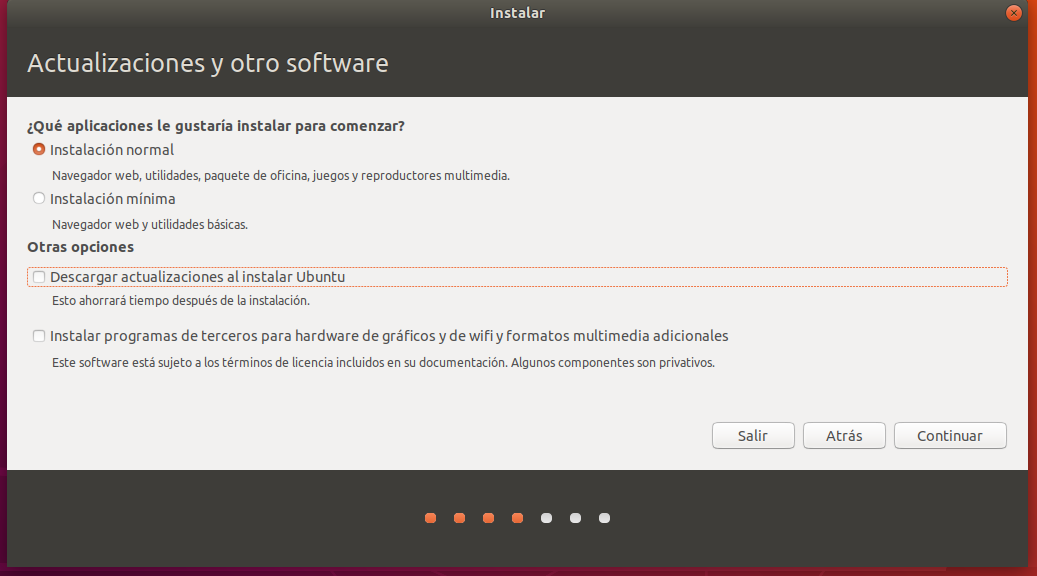 Instalar
Actualizaciones y otro software
¿Qué aplicaciones le gustaría instalar para comenzar?
Instalación normal
Navegador web, utilidades, paquete de oficina, juegos y reproductores multimedia.
Instalación mínima
Navegador web y utilidades básicas.
Otras opciones
Descargar actualizaciones al instalar Ubuntu
Esto ahorrará tiempo después de la instalación.
Instalar programas de terceros para hardware de gráficos y de wifi y formatos multimedia adicionales
Este software está sujeto a los términos de licencia incluidos en su documentación. Algunos componentes son privativos.
Salir Atrás Continuar